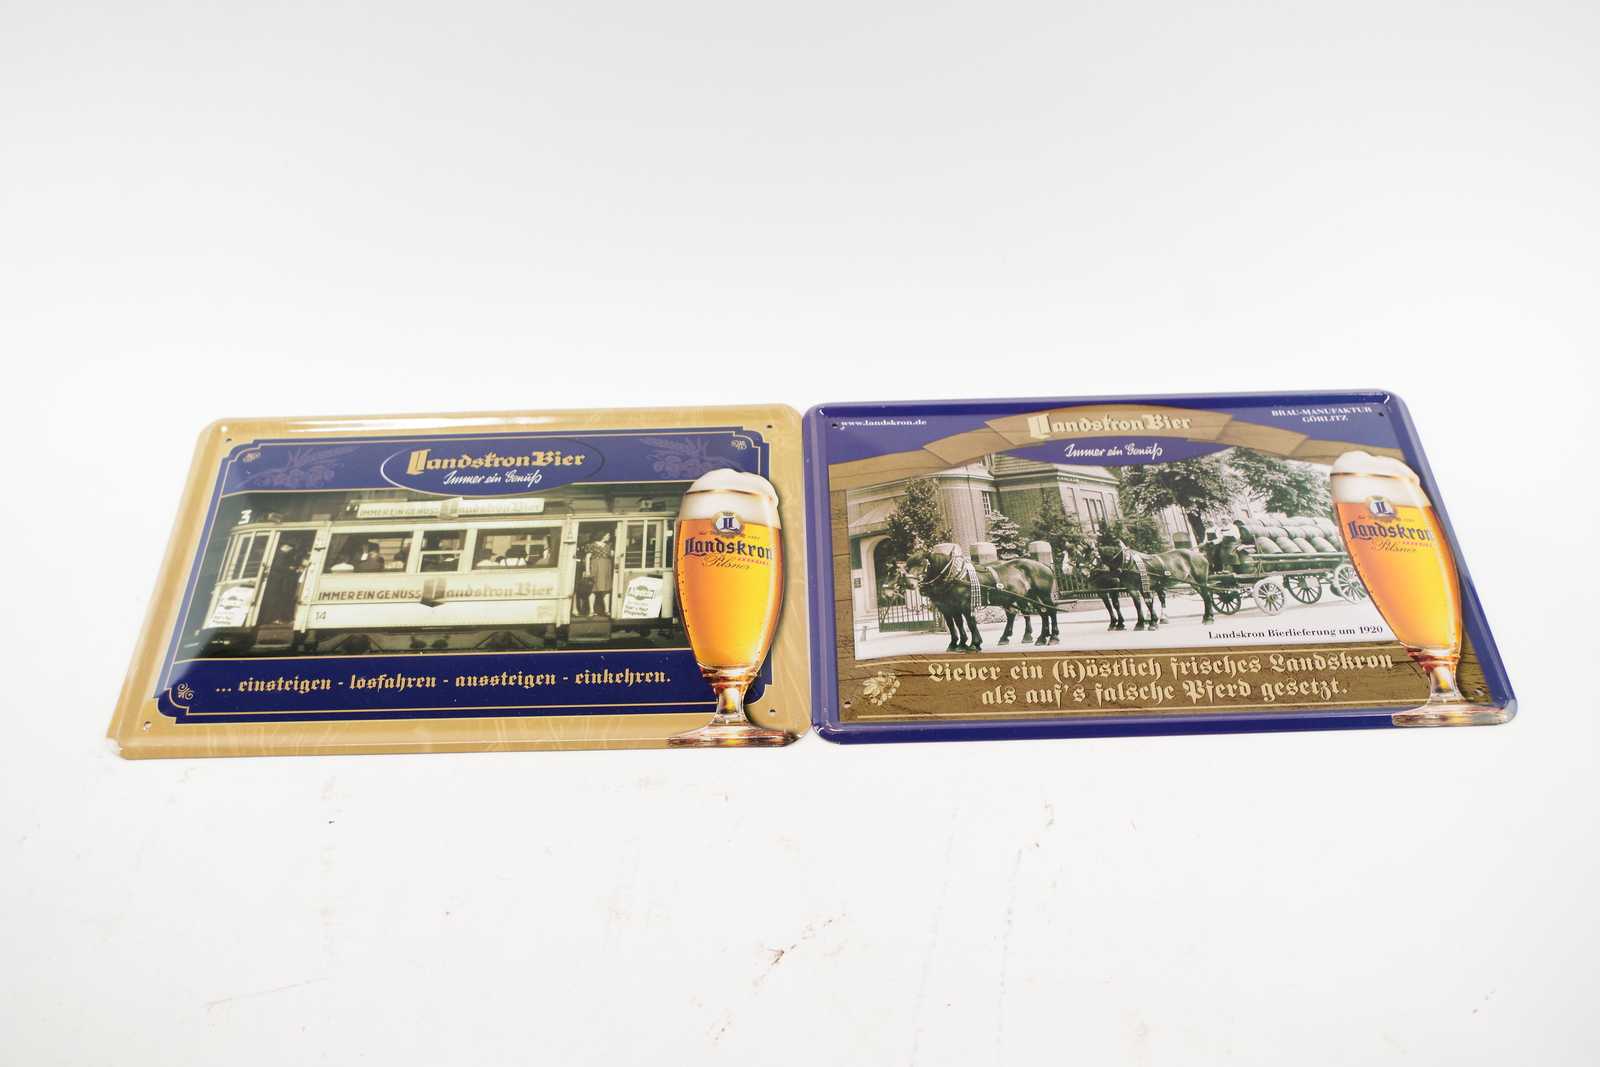 Landskron Bier
Immer ein Genuß
3
IMMER EIN GENUSS Landskron Bier
IMMER EIN GENUSS Landskron Bier
14
... einsteigen - losfahren - aussteigen - einkehren.
Landskron
Pilsner
www.landskron.de
BRAU-MANUFAKTUR
GÖRLITZ
Landskron Bier
Immer ein Genuß
Landskron
Pilsner
Landskron Bierlieferung um 1920
Lieber ein (k)östlich frisches Landskron
als auf's falsche Pferd gesetzt.